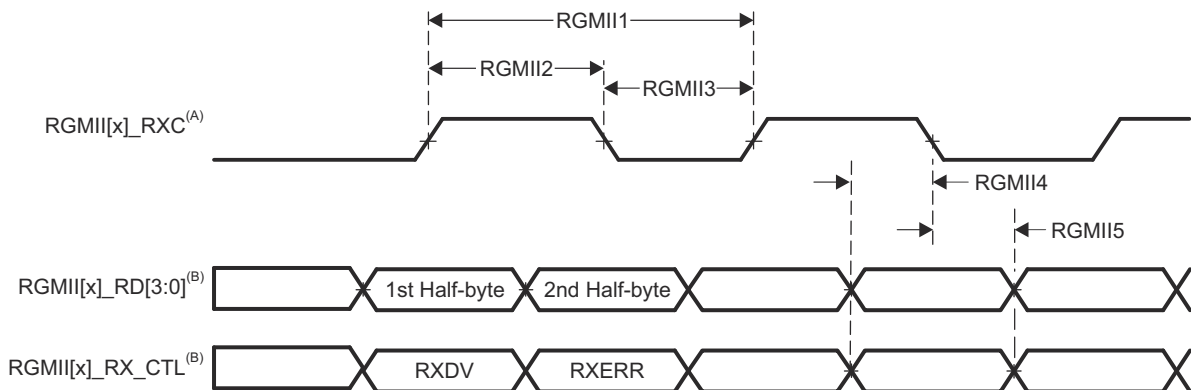 RGMII1
RGMII2
RGMII3
RGMII[x]_RXC(A)
RGMII4
RGMII5
RGMII[x]_RD[3:0](B)
1st Half-byte
2nd Half-byte
RGMII[x]_RX_CTL(B)
RXDV
RXERR